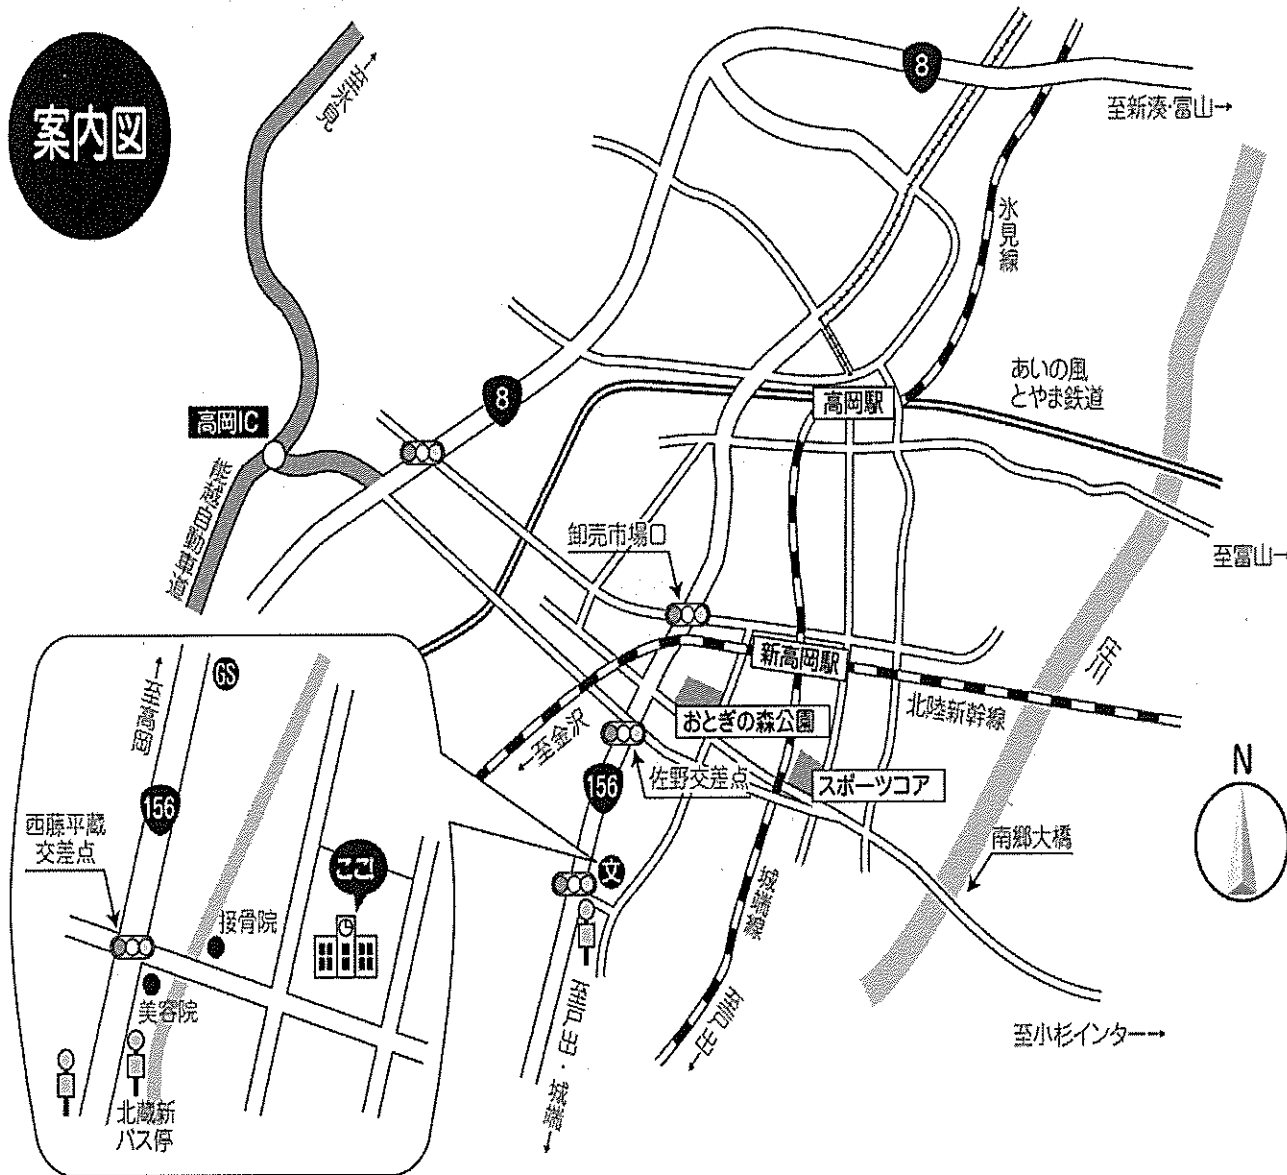 案内図
←至氷見
8
至新湊・富山→
氷見線
あいの風
とやま鉄道
高岡駅
高岡IC
8
能越自動車道
卸売市場口
至富山→
庄川
新高岡駅
北陸新幹線
←至金沢
おとぎの森公園
佐野交差点
スポーツコア
156
文
城端線
南郷大橋
N
至戸田・城端→
←至戸田
至小杉インター→
←至高岡
GS
156
西藤平蔵
交差点
ここ!
接骨院
美容院
北蔵新
バス停